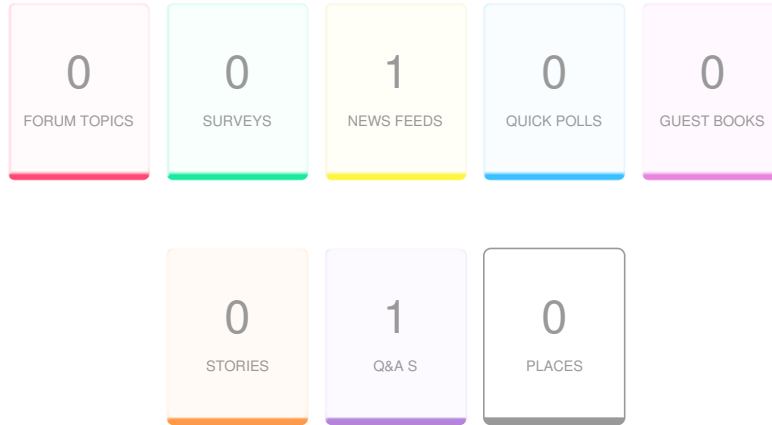 0 0 1 0 0
FORUM TOPICS SURVEYS NEWS FEEDS QUICK POLLS GUEST BOOKS
0 1 0
STORIES Q&A S PLACES